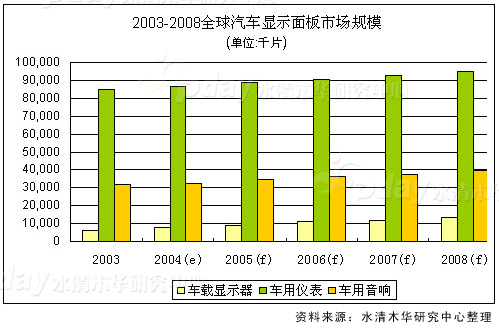 2003-2008全球汽车显示面板市场规模
(单位:千片)
100,000
90,000
80,000
70,000
60,000
50,000
40,000
30,000
20,000
10,000
0
2003 2004(e) 2005(f) 2006(f) 2007(f) 2008(f)
车载显示器 车用仪表 车用音响
资料来源：水清木华研究中心整理